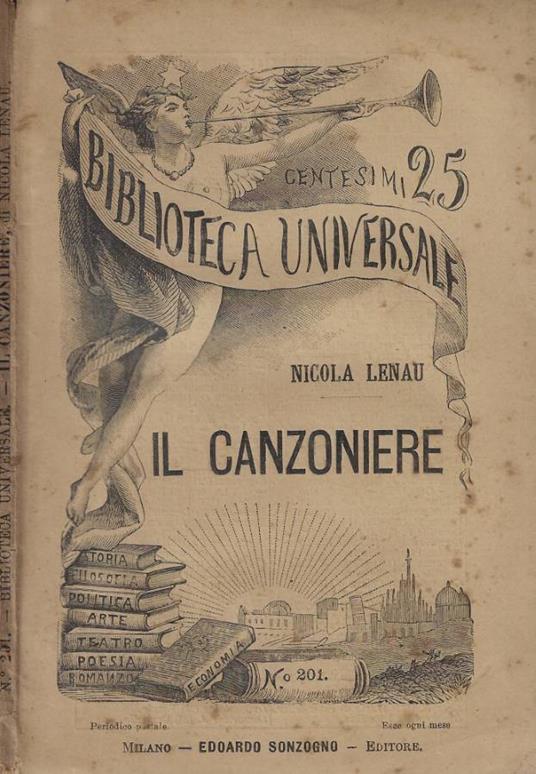 CENTESIMI 25
BIBLIOTECA UNIVERSALE
NICOLA LENAU
IL CANZONIERE
STORIA
FILOSOFIA
POLITICA
ARTE
TEATRO
POESIA
ROMANZO
ECONOMIA
No 201.
Periodico postale
Esce ogni mese
MILANO — EDOARDO SONZOGNO — EDITORE.
N.° 201. — BIBLIOTECA UNIVERSALE. — IL CANZONIERE, di NICOLA LENAU.